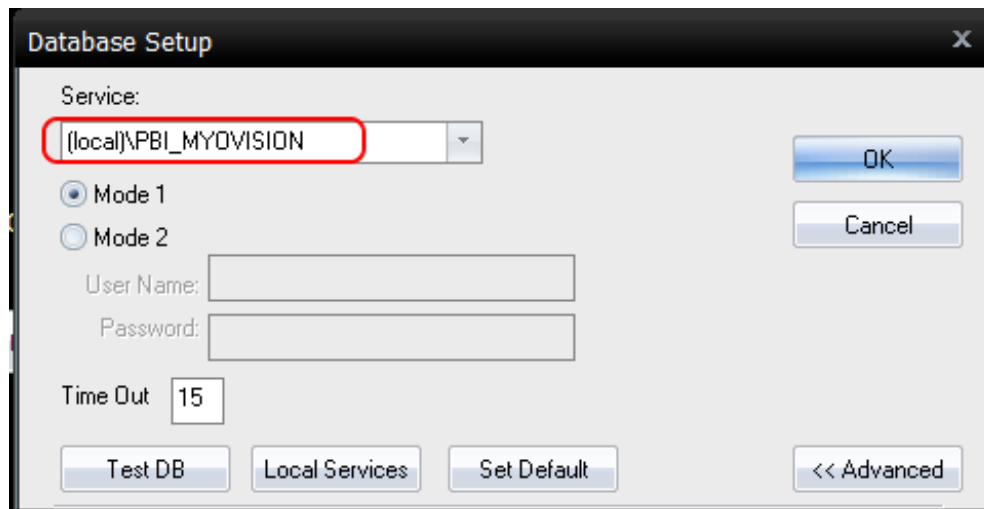 Database Setup x
Service:
(local)\PBI_MYOVISION
OK
Mode 1
Cancel
Mode 2
User Name:
Password:
Time Out 15
Test DB Local Services Set Default << Advanced